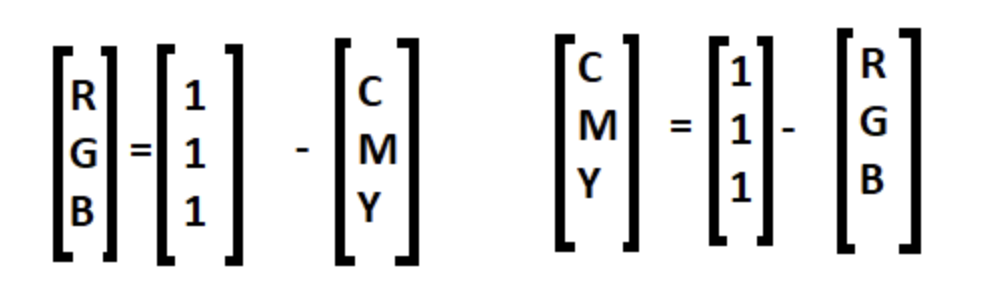 R 1 C C 1 R
G = 1 - M M = 1 - G
B 1 Y Y 1 B